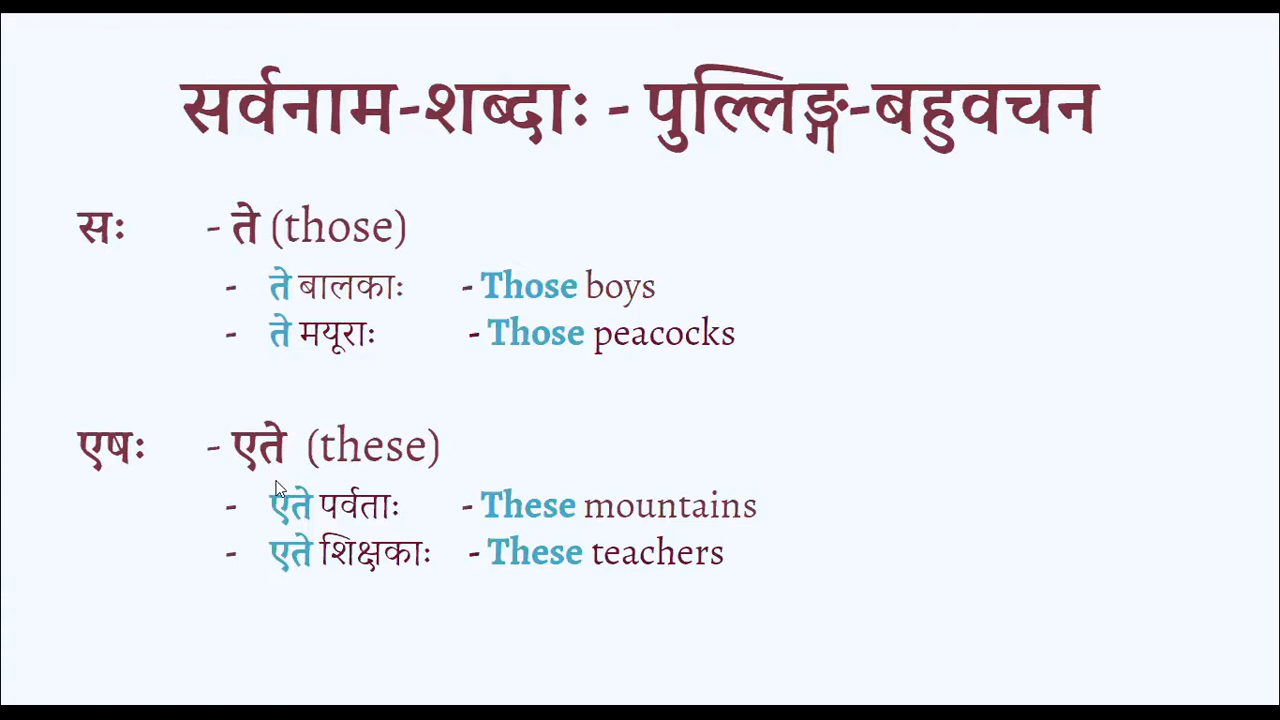 सर्वनाम-शब्दाः - पुल्लिङ्ग-बहुवचन
सः - ते (those)
- ते बालकाः - Those boys
- ते मयूराः - Those peacocks
एषः - एते (these)
- एते पर्वताः - These mountains
- एते शिक्षकाः - These teachers